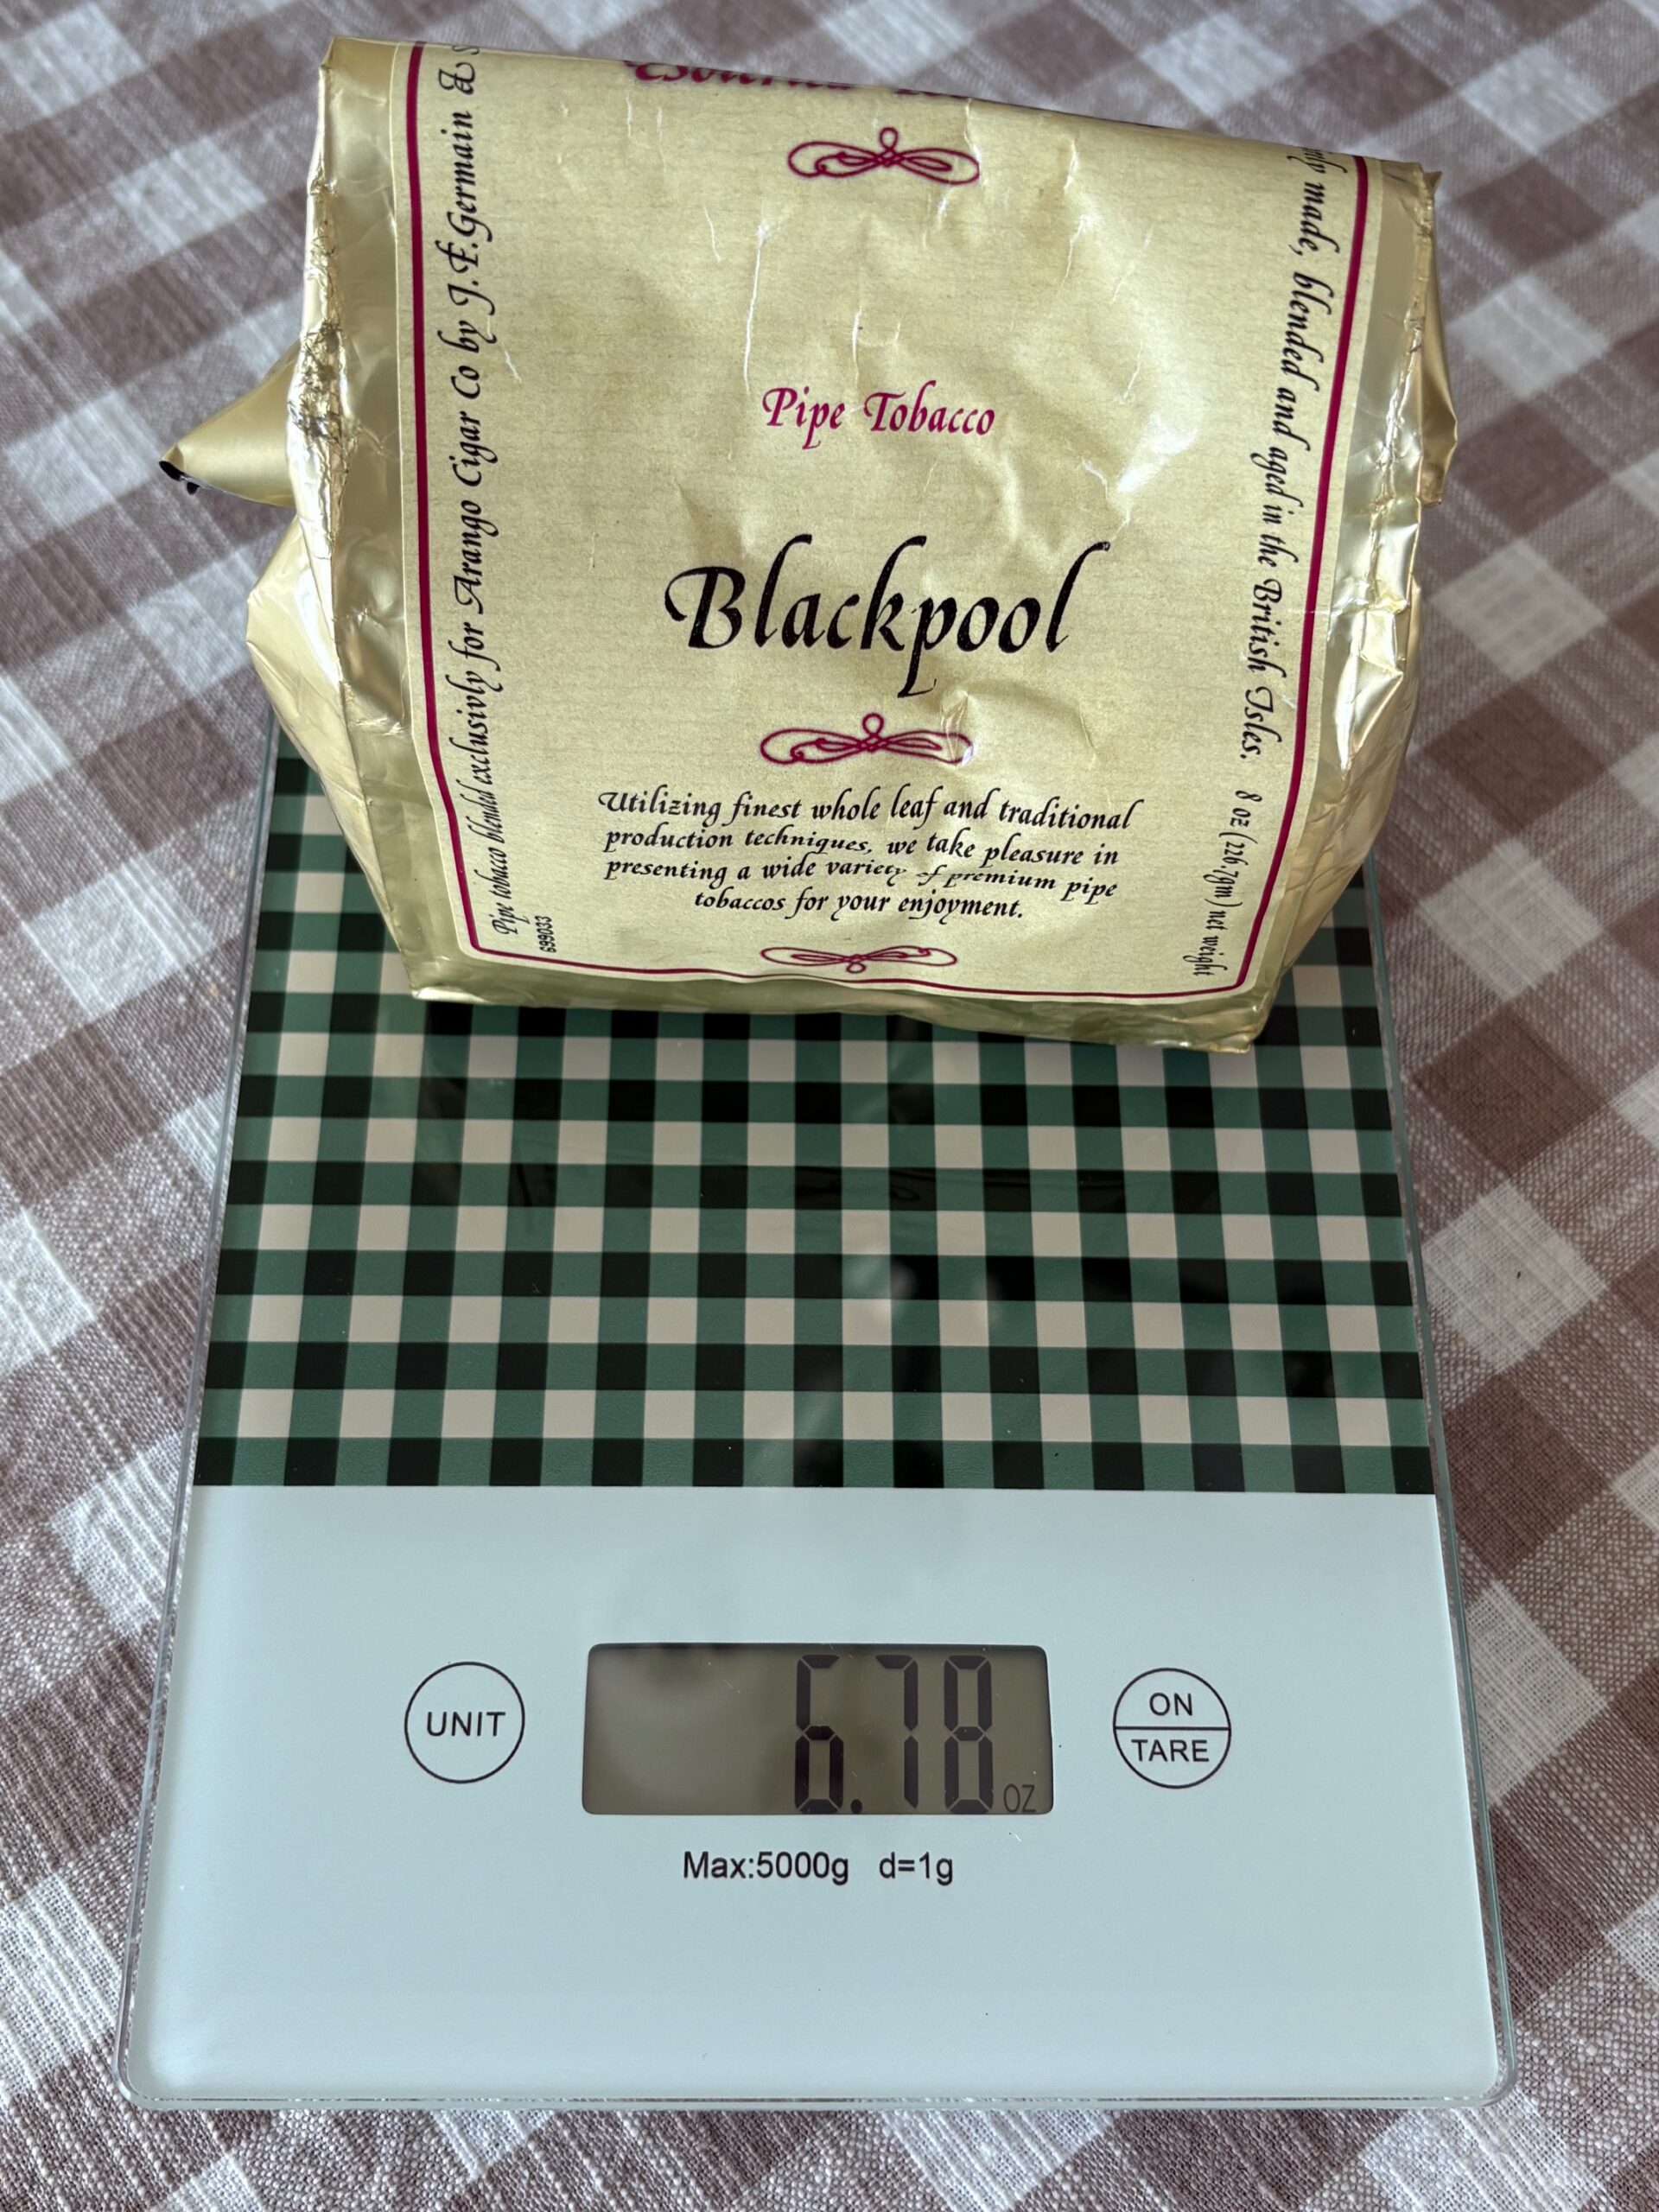 Pipe tobacco blended exclusivly for Arango Cigar Co by J.F.Germain &
699033
Pipe Tobacco
Blackpool
Utilizing finest whole leaf and traditional
production techniques, we take pleasure in
presenting a wide variety of premium pipe
tobaccos for your enjoyment.
made, blended and aged in the British Isles. 8 oz (226.7gm) net weight
UNIT
6.78 OZ
ON
TARE
Max:5000g d=1g